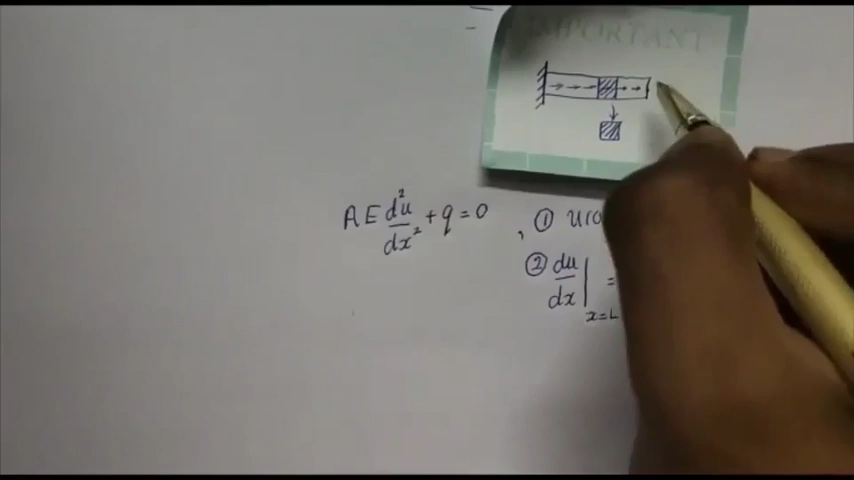 IMPORTANT
AE d²u/dx² + q = 0 , ① u(0
② du/dx | x=L =